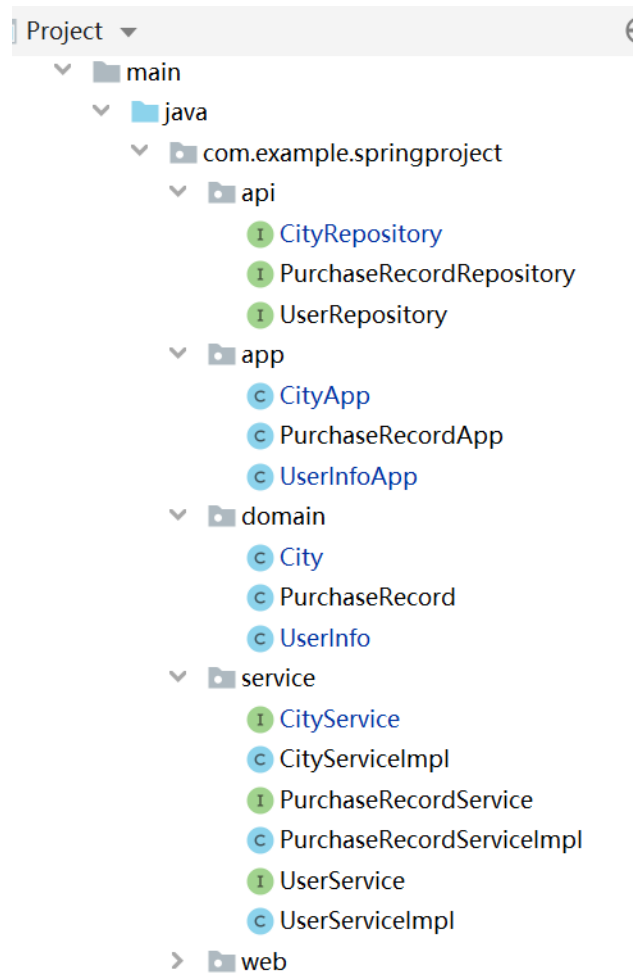 Project
main
java
com.example.springproject
api
I CityRepository
I PurchaseRecordRepository
I UserRepository
app
C CityApp
C PurchaseRecordApp
C UserInfoApp
domain
C City
C PurchaseRecord
C UserInfo
service
I CityService
C CityServiceImpl
I PurchaseRecordService
C PurchaseRecordServiceImpl
I UserService
C UserServiceImpl
web